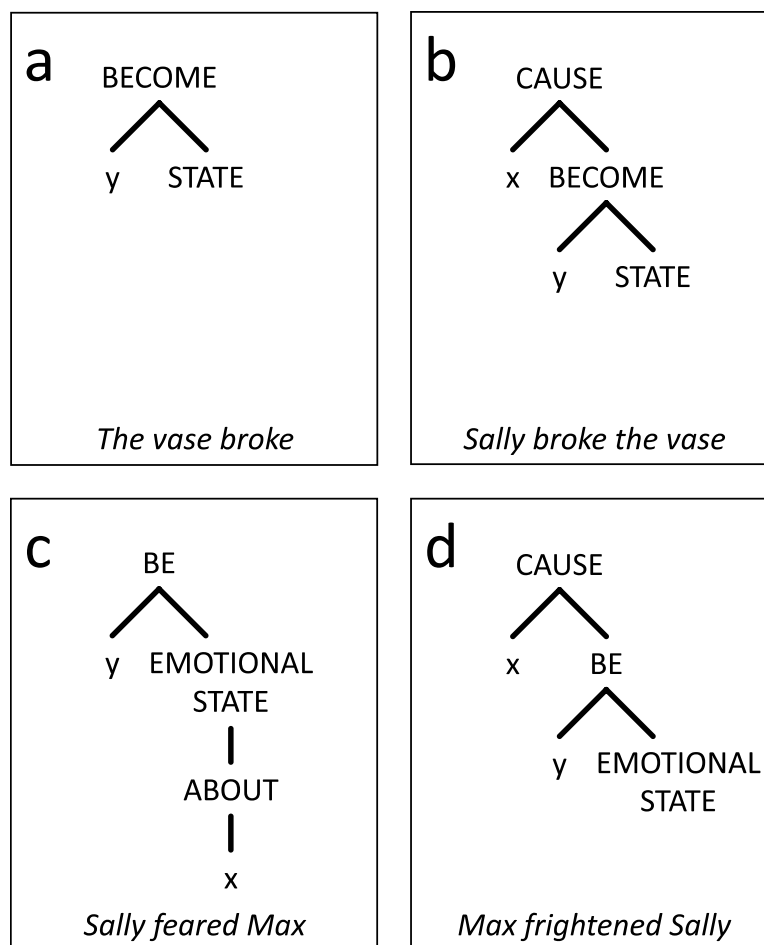 a
BECOME
y STATE
The vase broke
b
CAUSE
x BECOME
y STATE
Sally broke the vase
c
BE
y EMOTIONAL
STATE
ABOUT
x
Sally feared Max
d
CAUSE
x BE
y EMOTIONAL
STATE
Max frightened Sally